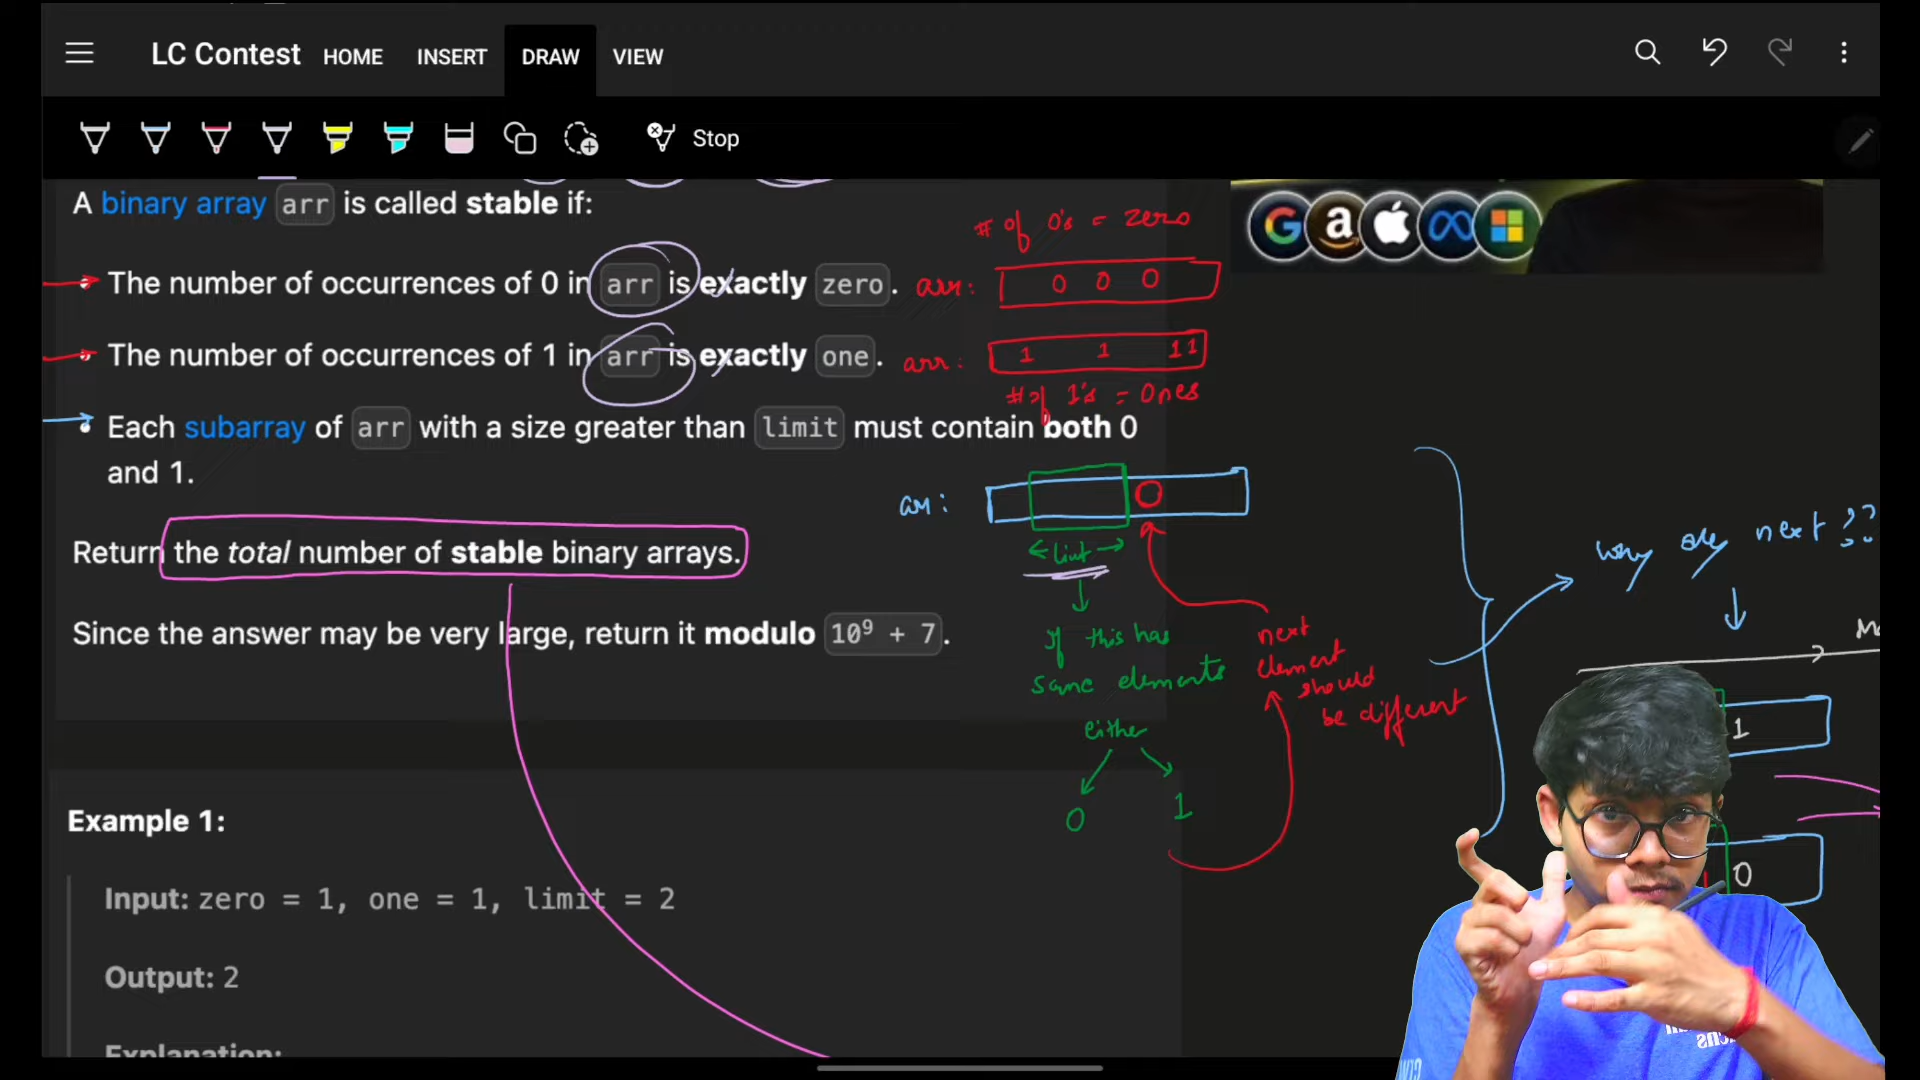 LC Contest HOME INSERT DRAW VIEW
Stop
A binary array arr is called stable if:
# of 0's = zero
The number of occurrences of 0 in arr is exactly zero.
arr: 0 0 0
The number of occurrences of 1 in arr is exactly one.
arr: 1 1 1 1
# of 1's = Ones
Each subarray of arr with a size greater than limit must contain both 0
and 1.
arr: 0
limit
Return the total number of stable binary arrays.
why only next ??
Since the answer may be very large, return it modulo 10⁹ + 7.
If this has
same elements
either
0 1
next
element
should
be different
1
0
Example 1:
Input: zero = 1, one = 1, limit = 2
Output: 2
Explanation: